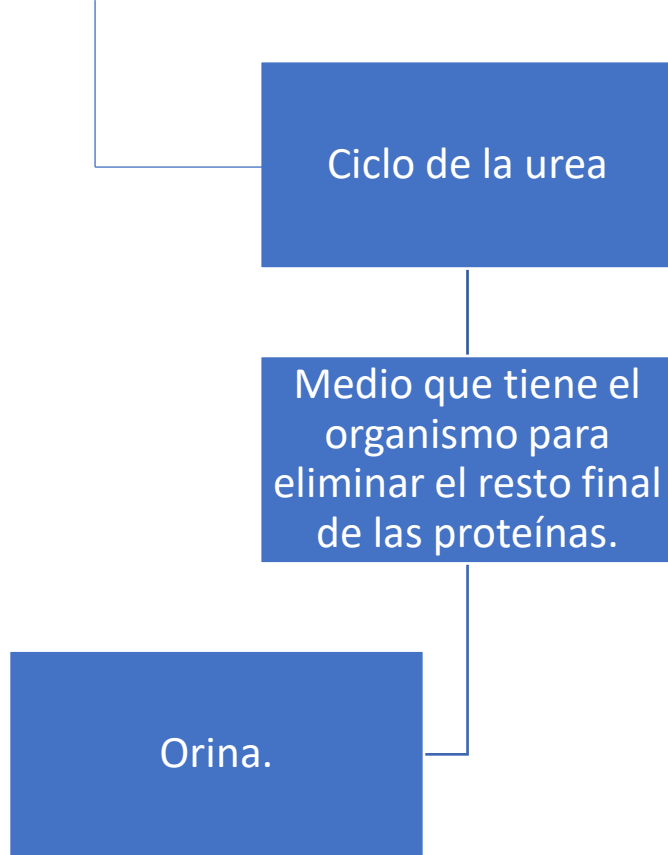 Ciclo de la urea
Medio que tiene el
organismo para
eliminar el resto final
de las proteínas.
Orina.